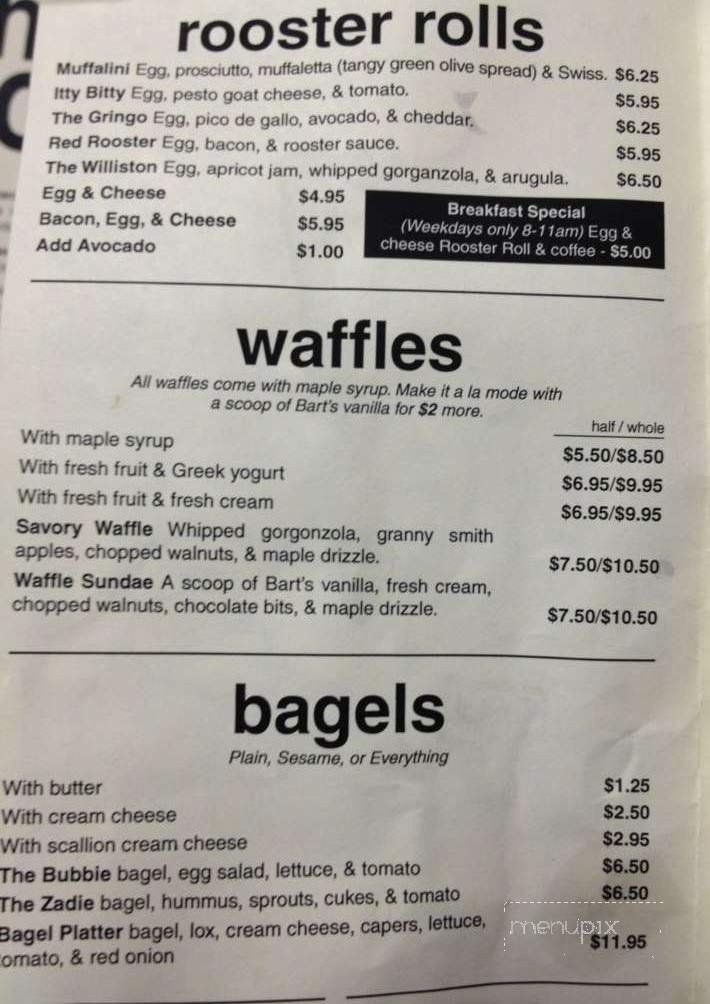 rooster rolls
Muffalini Egg, prosciutto, muffaletta (tangy green olive spread) & Swiss. $6.25
Itty Bitty Egg, pesto goat cheese, & tomato. $5.95
The Gringo Egg, pico de gallo, avocado, & cheddar. $6.25
Red Rooster Egg, bacon, & rooster sauce. $5.95
The Williston Egg, apricot jam, whipped gorganzola, & arugula. $6.50
Egg & Cheese $4.95
Bacon, Egg, & Cheese $5.95
Add Avocado $1.00
Breakfast Special
(Weekdays only 8-11am) Egg &
cheese Rooster Roll & coffee - $5.00
waffles
All waffles come with maple syrup. Make it a la mode with
a scoop of Bart's vanilla for $2 more.
half / whole
With maple syrup $5.50/$8.50
With fresh fruit & Greek yogurt $6.95/$9.95
With fresh fruit & fresh cream $6.95/$9.95
Savory Waffle Whipped gorgonzola, granny smith
apples, chopped walnuts, & maple drizzle. $7.50/$10.50
Waffle Sundae A scoop of Bart's vanilla, fresh cream,
chopped walnuts, chocolate bits, & maple drizzle. $7.50/$10.50
bagels
Plain, Sesame, or Everything
With butter $1.25
With cream cheese $2.50
With scallion cream cheese $2.95
The Bubbie bagel, egg salad, lettuce, & tomato $6.50
The Zadie bagel, hummus, sprouts, cukes, & tomato $6.50
Bagel Platter bagel, lox, cream cheese, capers, lettuce,
omato, & red onion $11.95
menupix